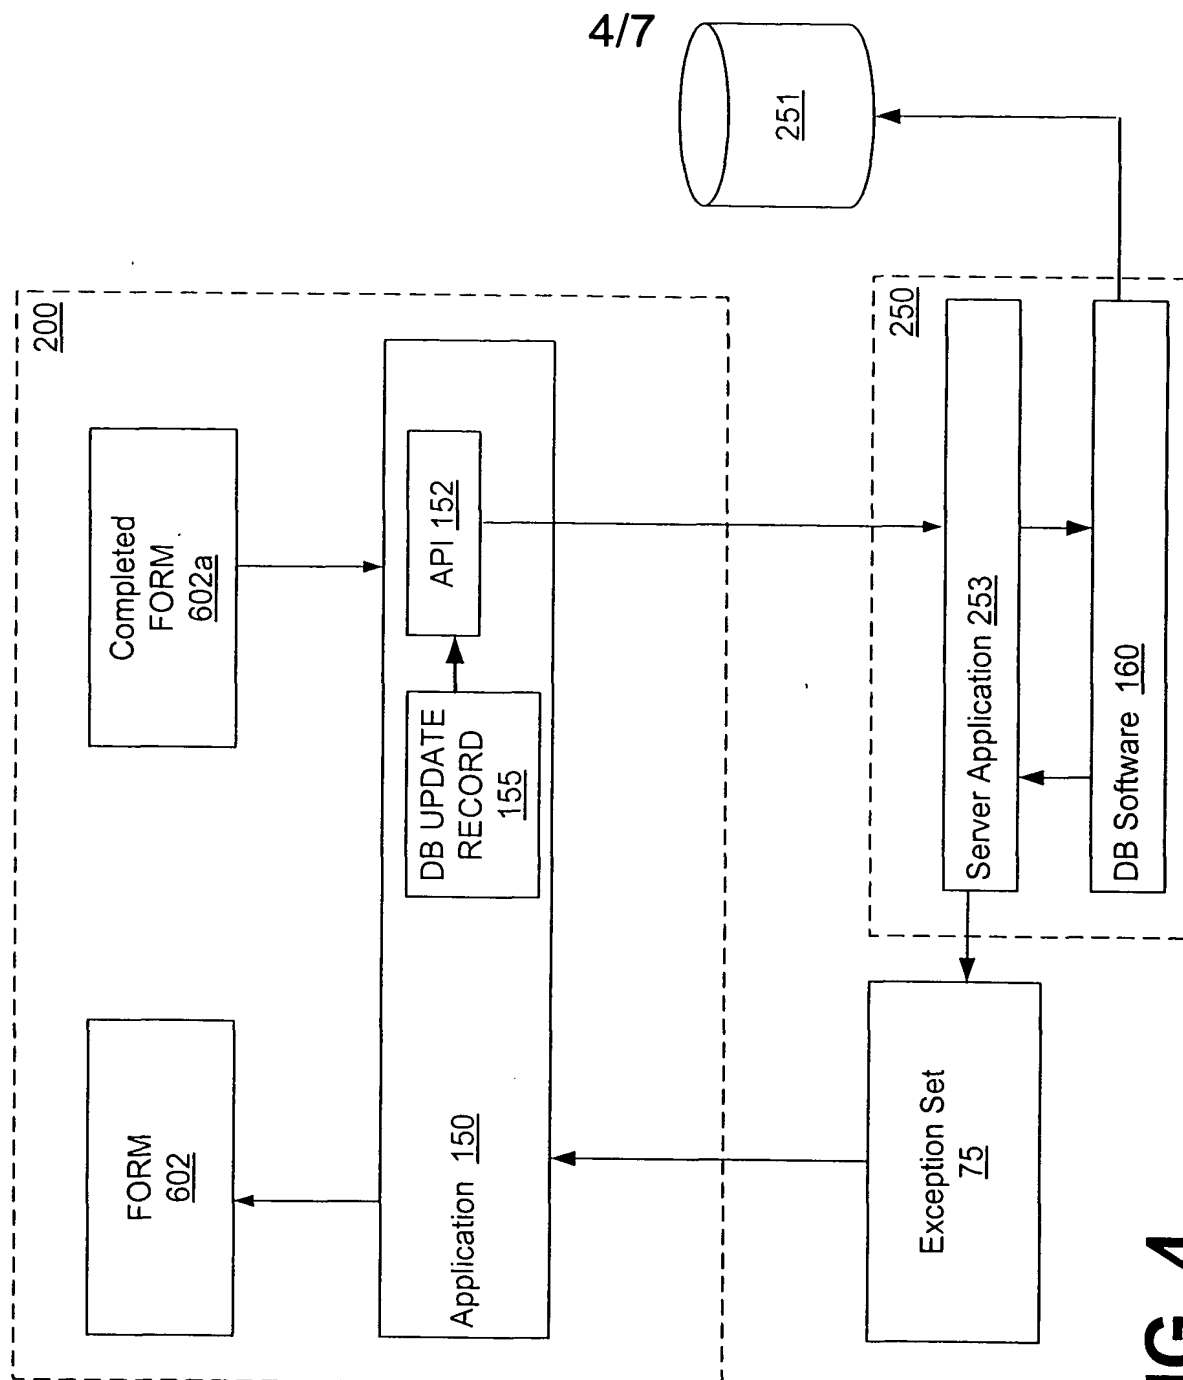 4/7
200
FORM
602
Completed
FORM
602a
Application 150
DB UPDATE
RECORD
155
API 152
Exception Set
75
250
Server Application 253
DB Software 160
251